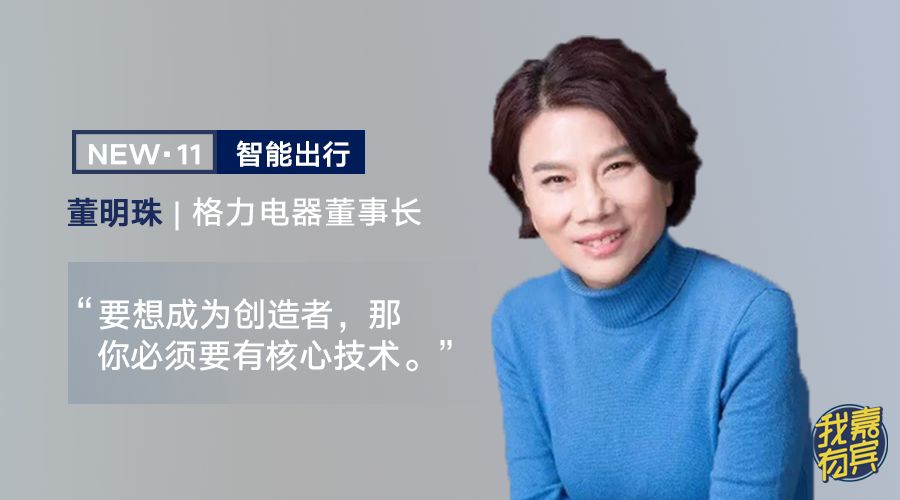 NEW·11 智能出行
董明珠 | 格力电器董事长
“要想成为创造者，那
你必须要有核心技术。”
我有嘉宾